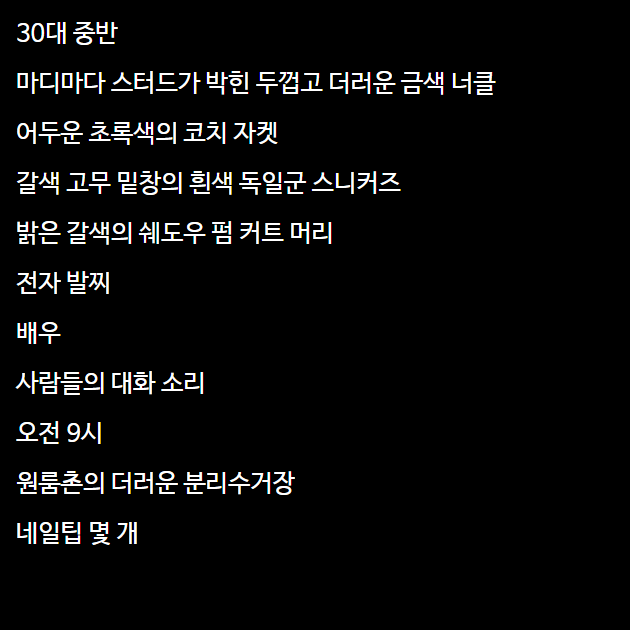 30대 중반
마디마다 스터드가 박힌 두껍고 더러운 금색 너클
어두운 초록색의 코치 자켓
갈색 고무 밑창의 흰색 독일군 스니커즈
밝은 갈색의 쉐도우 펌 커트 머리
전자 발찌
배우
사람들의 대화 소리
오전 9시
원룸촌의 더러운 분리수거장
네일팁 몇 개